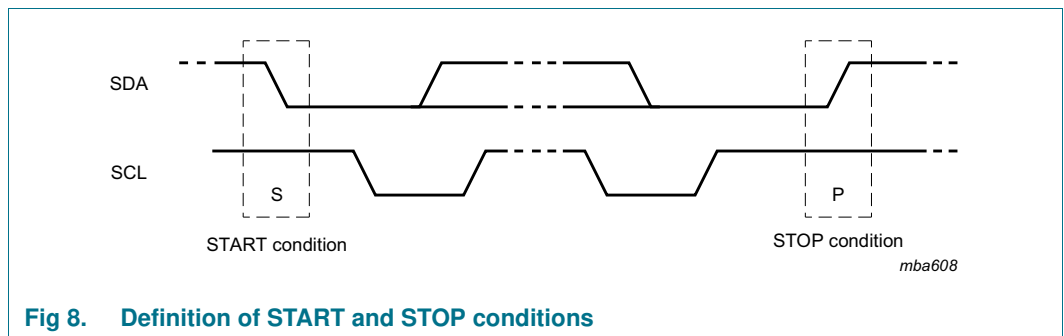 SDA
SCL
S
P
START condition
STOP condition
mba608
Fig 8. Definition of START and STOP conditions